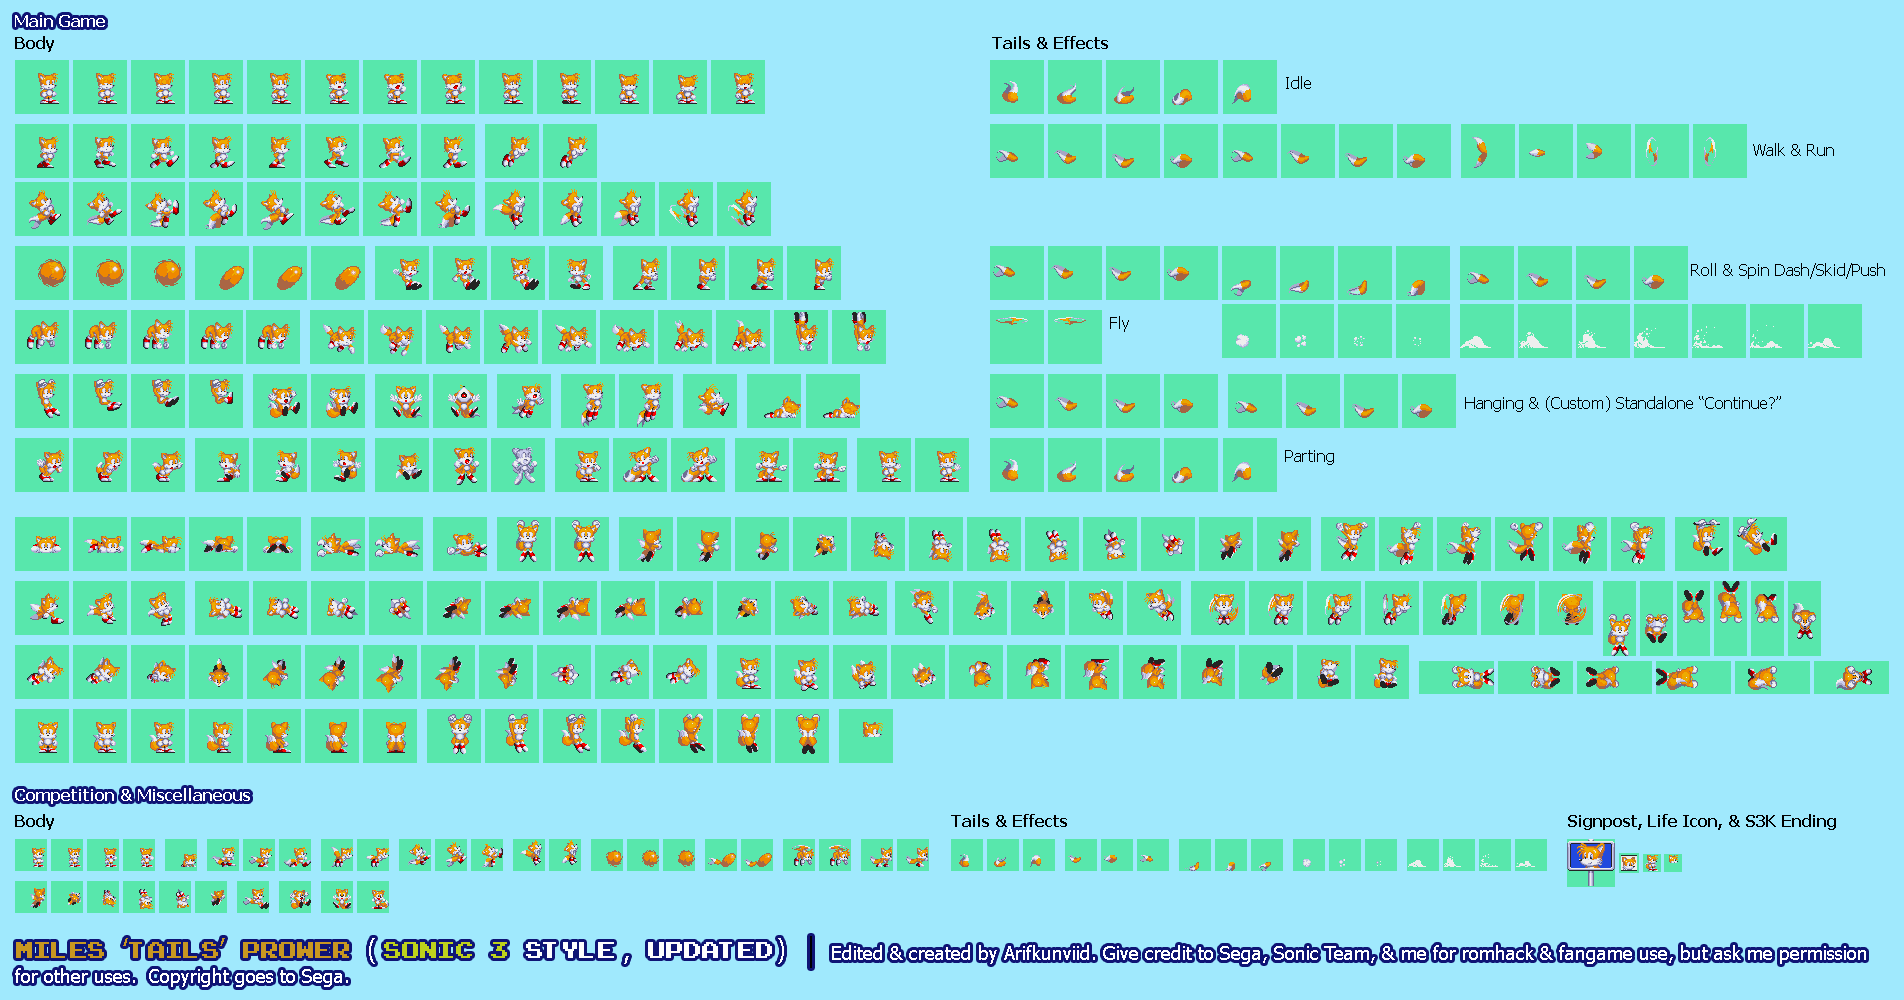 Main Game
Body
Tails & Effects
Idle
Walk & Run
Roll & Spin Dash/Skid/Push
Fly
Hanging & (Custom) Standalone “Continue?”
Parting
Competition & Miscellaneous
Body
Tails & Effects
Signpost, Life Icon, & S3K Ending
MILES 'TAILS' PROWER (SONIC 3 STYLE, UPDATED) | Edited & created by Arifkunviid. Give credit to Sega, Sonic Team, & me for romhack & fangame use, but ask me permission
for other uses. Copyright goes to Sega.